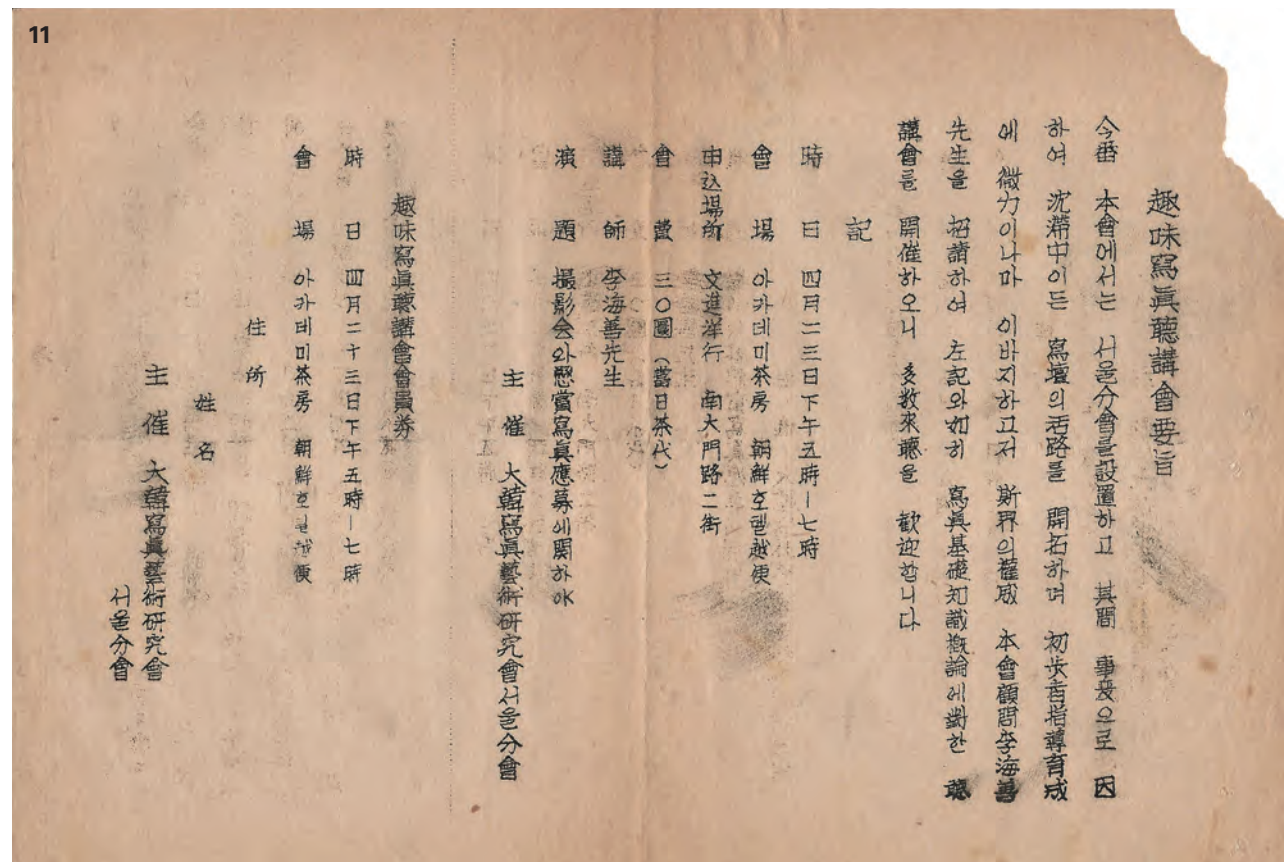 11
趣味寫眞聽講會要旨
今番 本會에서는 서울分會를設置하고 其間 事変으로 因
하여 沈滯中이든 寫壇의活路를 開拓하며 初步者指導育成
에 微力이나마 이바지하고저 斯界의權威 本會顧問李海善
先生을 招請하여 左記와如히 寫眞基礎知識槪論에對한 聽
講會를 開催하오니 多数來聽을 歡迎합니다
記
時 日 四月二三日下午五時-七時
會 場 아카데미茶房 朝鮮호텔越便
申込場所 文進洋行 南大門路二街
會 費 三〇圜 (當日茶代)
講 師 李海善先生
演 題 撮影会와懸賞寫眞應募에関하야
主 催 大韓寫眞藝術研究會서울分會
趣味寫眞聽講會會員券
時 日 四月二十三日下午五時-七時
會 場 아카데미茶房 朝鮮호텔越便
住 所
姓 名
主 催 大韓寫眞藝術研究會
서울分會